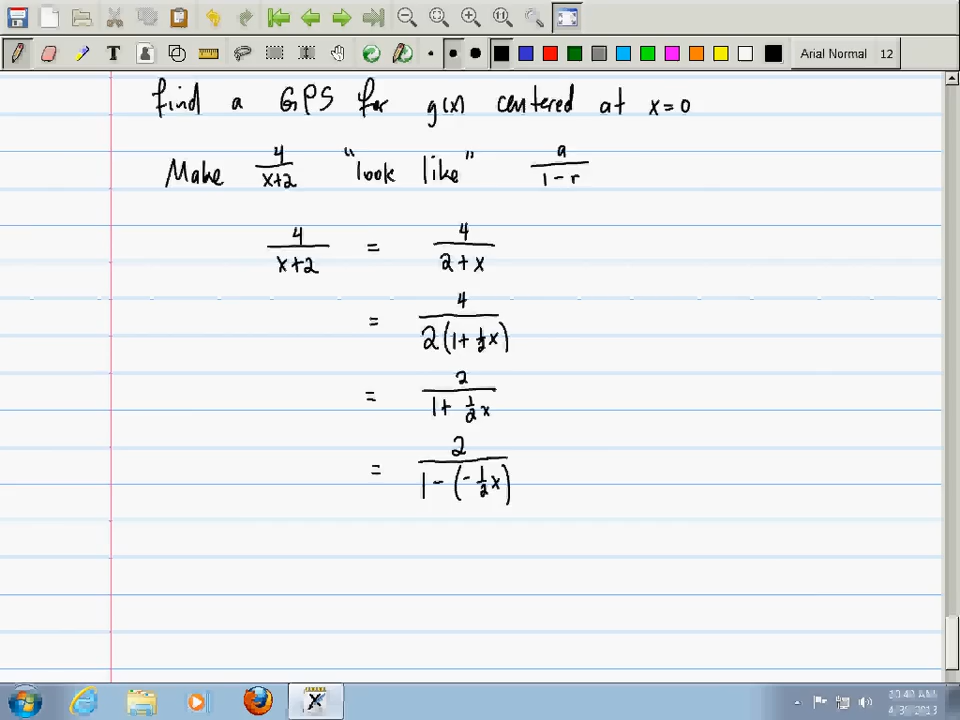 Arial Normal 12
find a GPS for g(x) centered at x=0
Make 4/(x+2) "look like" a/(1-r)
4/(x+2) = 4/(2+x)
= 4/(2(1+½x))
= 2/(1+½x)
= 2/(1-(-½x))